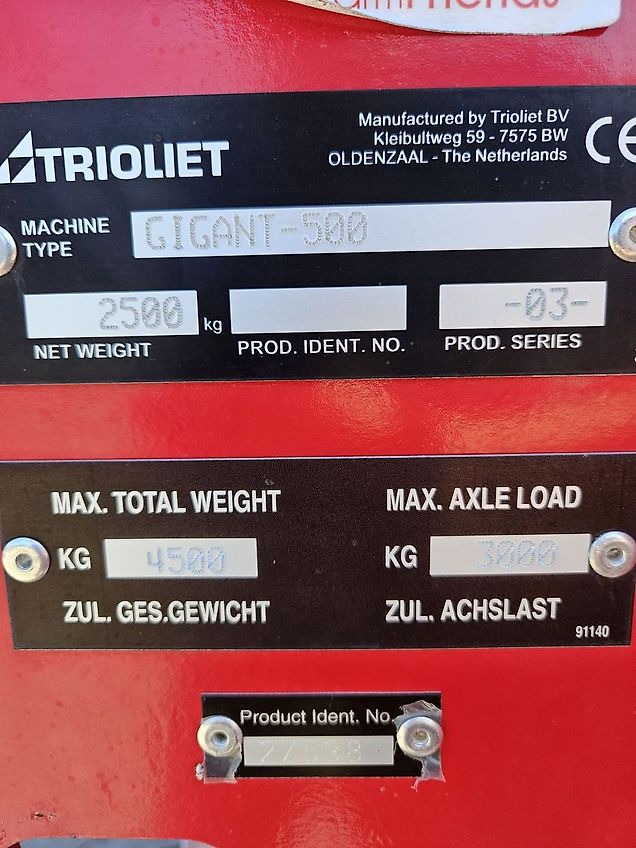 TRIOLIET
Manufactured by Trioliet BV
Kleibultweg 59 - 7575 BW
OLDENZAAL - The Netherlands
CE
MACHINE TYPE
GIGANT-500
2500 kg
NET WEIGHT
PROD. IDENT. NO.
-03-
PROD. SERIES
MAX. TOTAL WEIGHT
KG 4500
ZUL. GES.GEWICHT
MAX. AXLE LOAD
KG 3000
ZUL. ACHSLAST
91140
Product Ident. No.